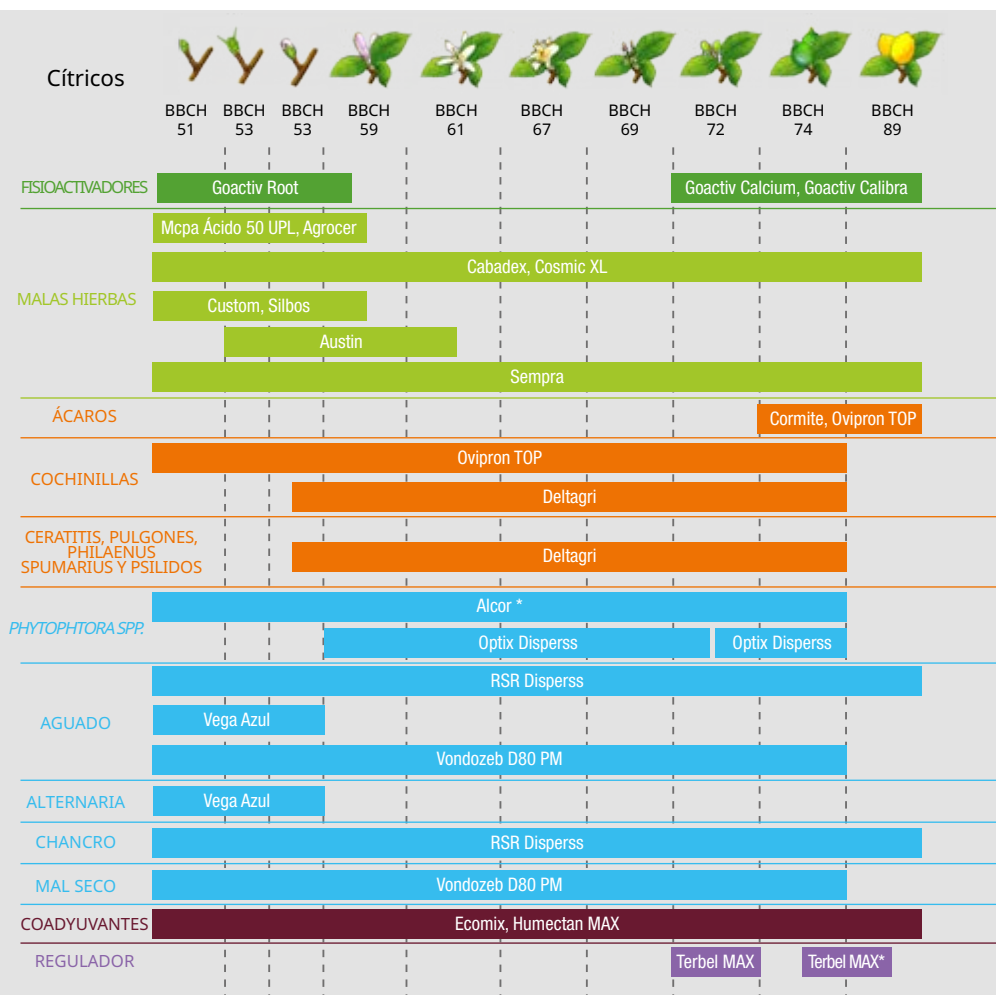 Cítricos
BBCH BBCH BBCH BBCH BBCH BBCH BBCH BBCH BBCH BBCH
51 53 53 59 61 67 69 72 74 89
FISIOACTIVADORES
Goactiv Root
Goactiv Calcium, Goactiv Calibra
MALAS HIERBAS
Mcpa Ácido 50 UPL, Agrocer
Cabadex, Cosmic XL
Custom, Silbos
Austin
Sempra
ÁCAROS
Cormite, Ovipron TOP
COCHINILLAS
Ovipron TOP
Deltagri
CERATITIS, PULGONES,
PHILAENUS
SPUMARIUS Y PSILIDOS
Deltagri
PHYTOPHTORA SPP.
Alcor *
Optix Disperss
Optix Disperss
AGUADO
RSR Disperss
Vega Azul
Vondozeb D80 PM
ALTERNARIA
Vega Azul
CHANCRO
RSR Disperss
MAL SECO
Vondozeb D80 PM
COADYUVANTES
Ecomix, Humectan MAX
REGULADOR
Terbel MAX
Terbel MAX*